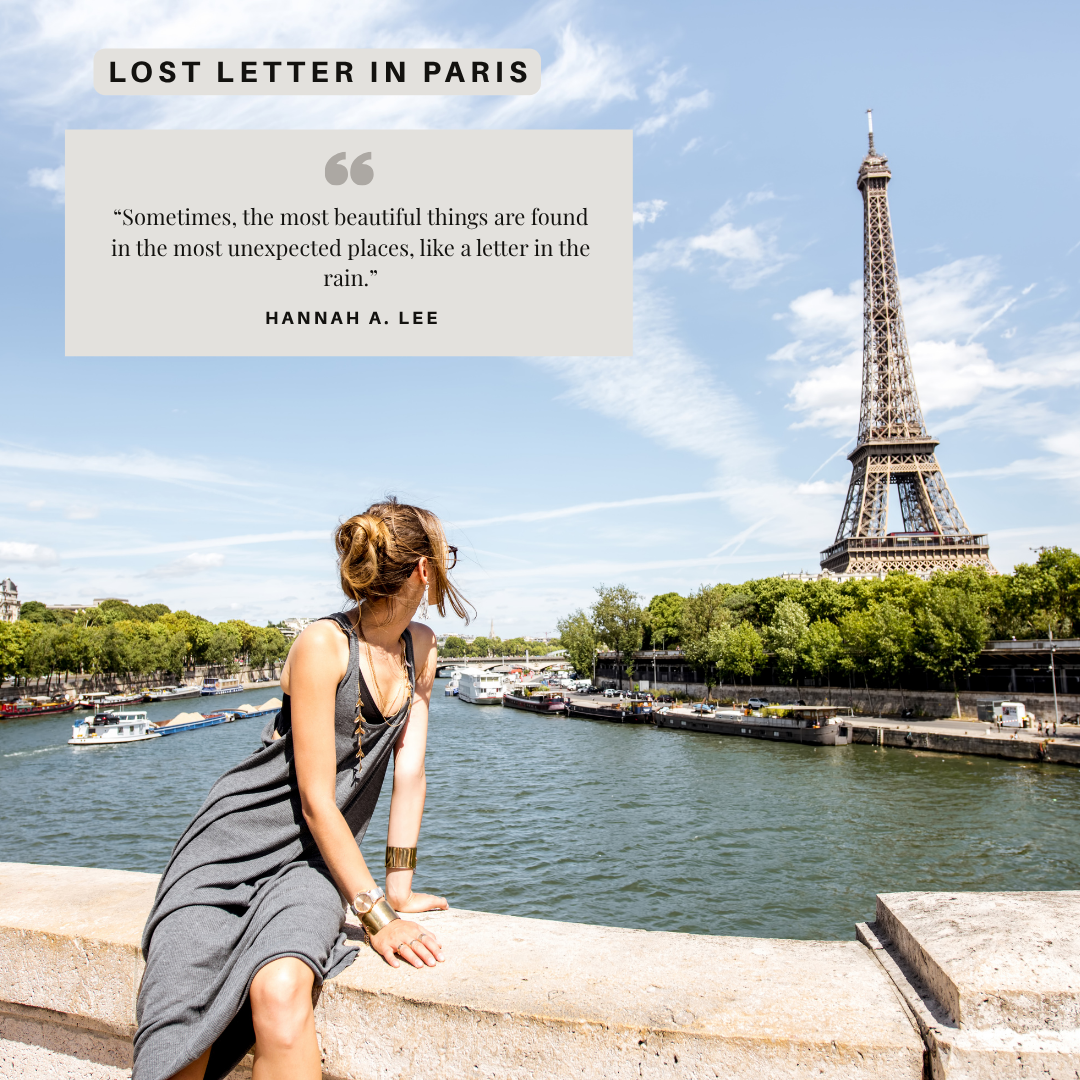 LOST LETTER IN PARIS
“Sometimes, the most beautiful things are found
in the most unexpected places, like a letter in the
rain.”
HANNAH A. LEE